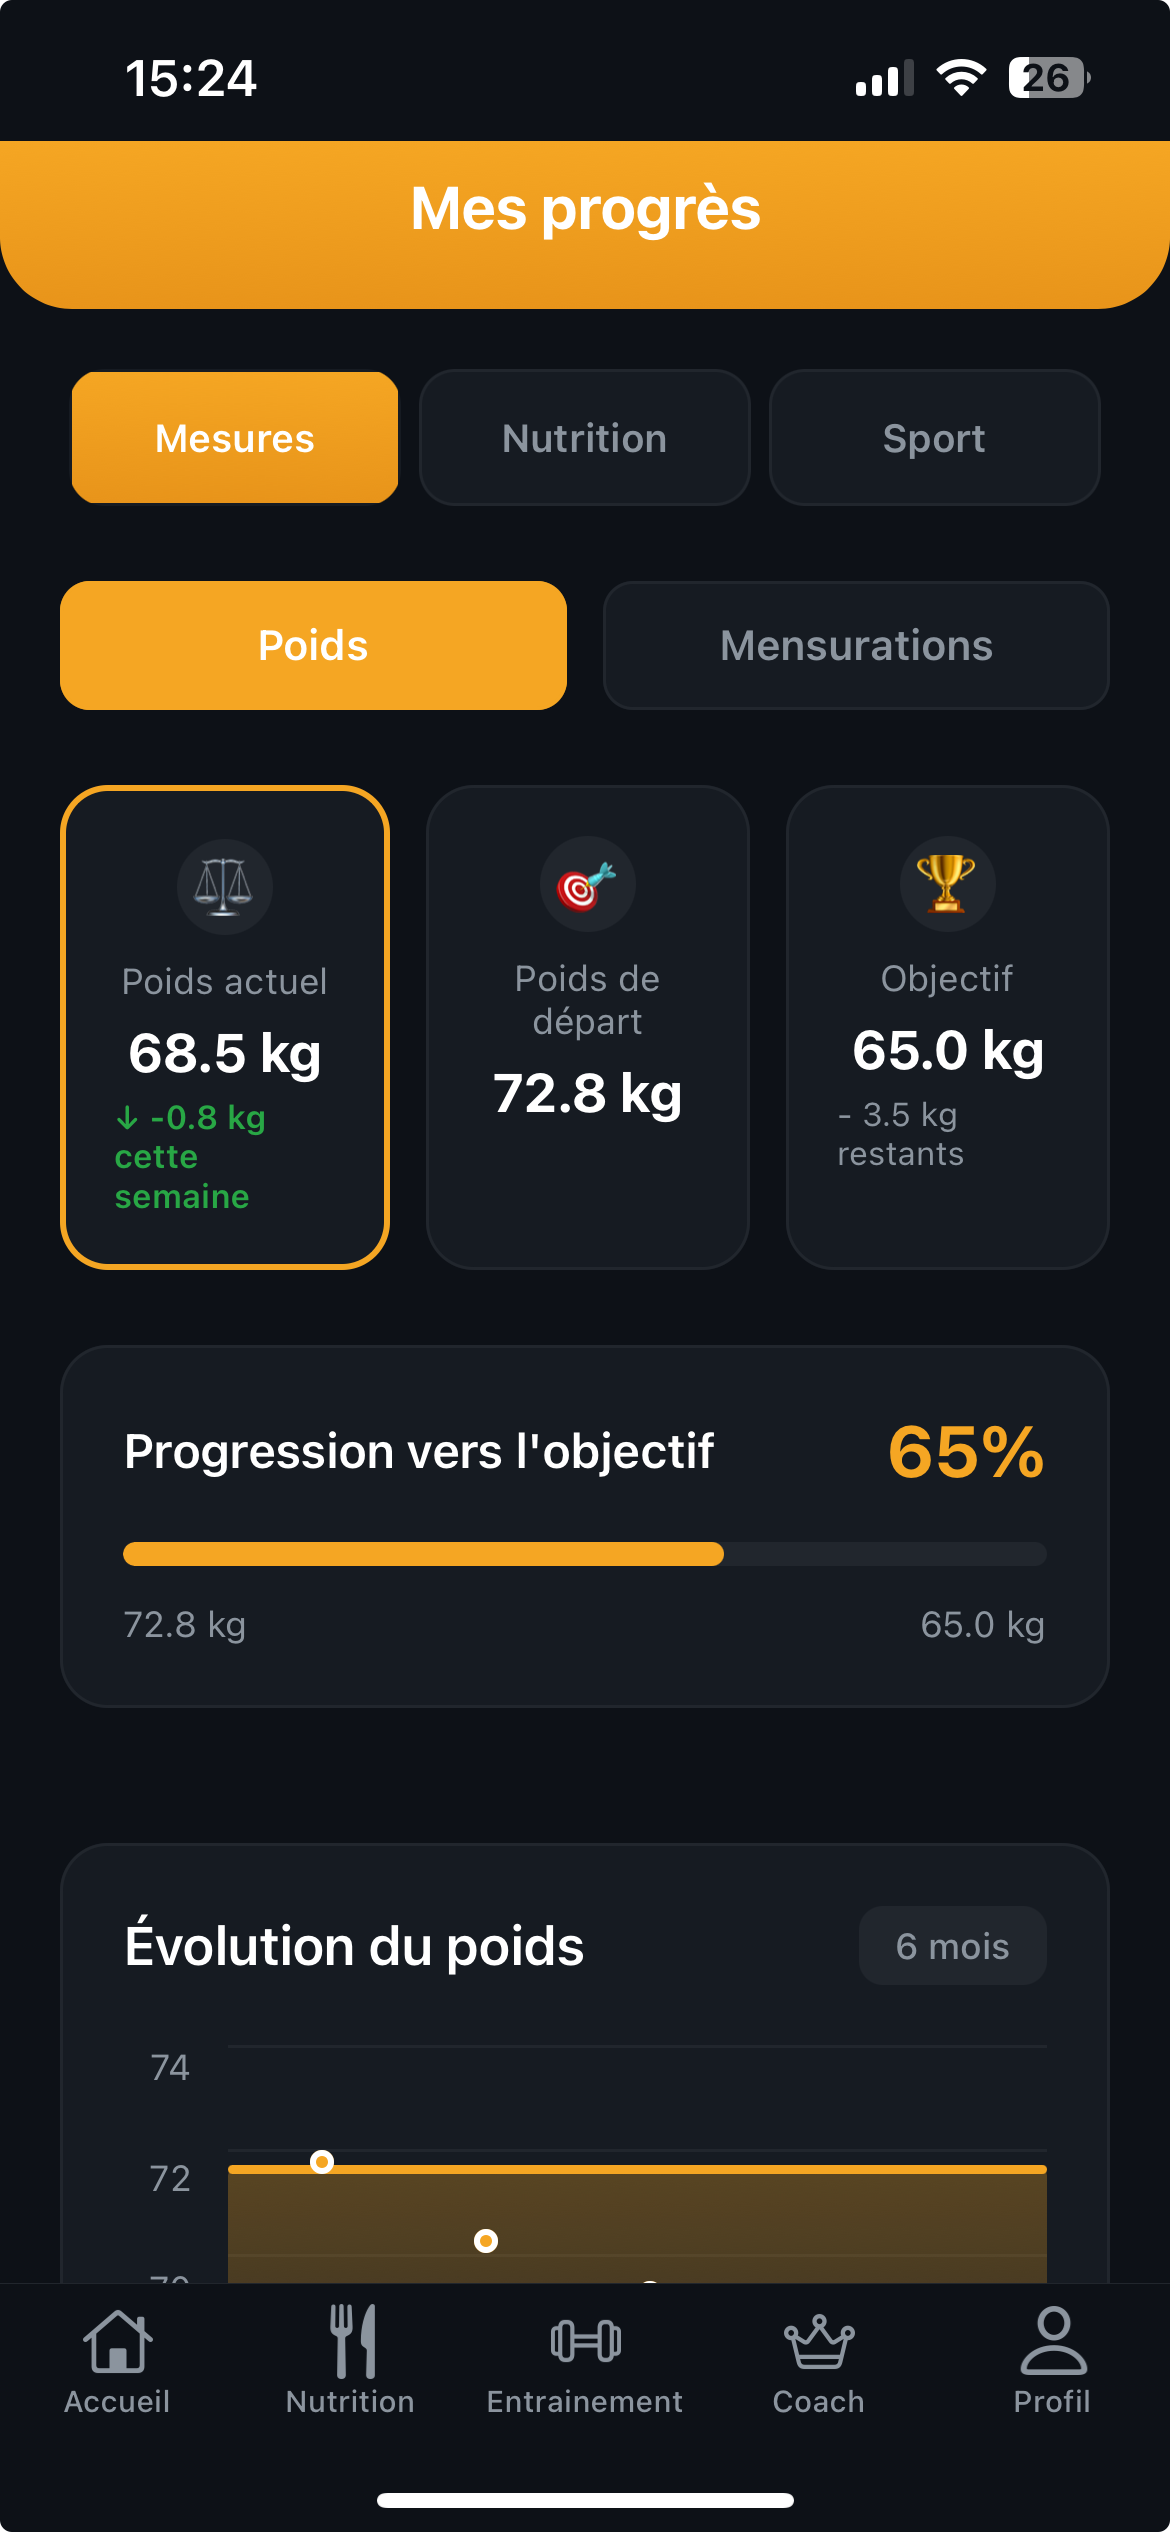 15:24
26
Mes progrès
Mesures
Nutrition
Sport
Poids
Mensurations
Poids actuel
68.5 kg
↓ -0.8 kg
cette
semaine
Poids de
départ
72.8 kg
Objectif
65.0 kg
- 3.5 kg
restants
Progression vers l'objectif
65%
72.8 kg
65.0 kg
Évolution du poids
6 mois
74
72
Accueil
Nutrition
Entrainement
Coach
Profil